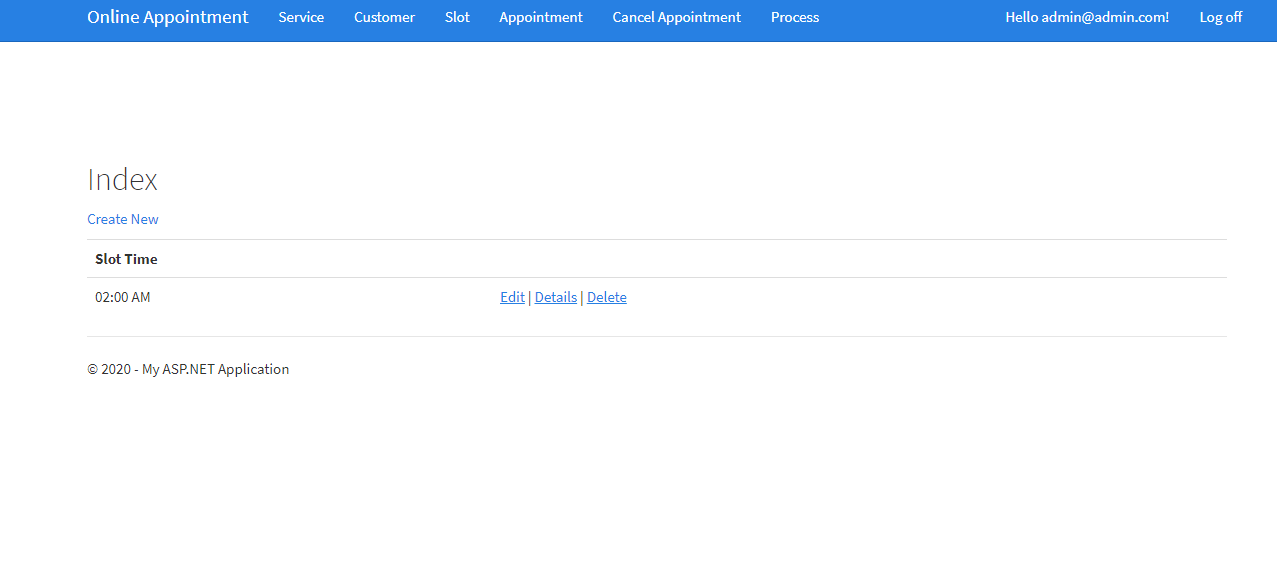 Online Appointment Service Customer Slot Appointment Cancel Appointment Process Hello admin@admin.com! Log off
Index
Create New
Slot Time
02:00 AM Edit | Details | Delete
© 2020 - My ASP.NET Application